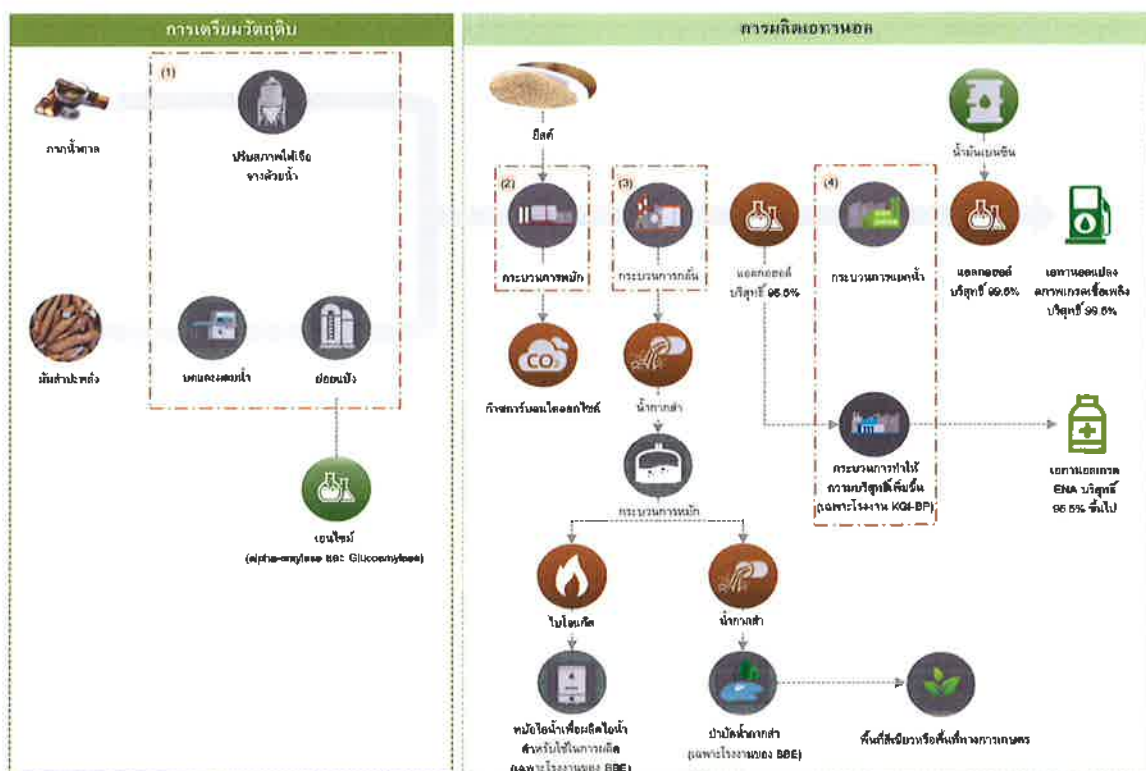 การเตรียมวัตถุดิบ
(1)
กากน้ำตาล
ปรับสภาพให้เจือ
จางด้วยน้ำ
มันสำปะหลัง
บดและผสมน้ำ
ย่อยแป้ง
เอนไซม์
(alpha-amylase และ Glucoamylase)
การผลิตเอทานอล
ยีสต์
น้ำมันเบนซิน
(2)
(3)
(4)
กระบวนการหมัก
กระบวนการกลั่น
แอลกอฮอล์
บริสุทธิ์ 95.5%
กระบวนการแยกน้ำ
แอลกอฮอล์
บริสุทธิ์ 99.5%
เอทานอลแปลง
สภาพเกรดเชื้อเพลิง
บริสุทธิ์ 99.5%
CO2
ก๊าซคาร์บอนไดออกไซด์
น้ำกากส่า
กระบวนการหมัก
กระบวนการทำให้
ความบริสุทธิ์เพิ่มขึ้น
(เฉพาะโรงงาน KGI-BP)
เอทานอลเกรด
ENA บริสุทธิ์
95.5% ขึ้นไป
ไบโอแก๊ส
น้ำกากส่า
หม้อไอน้ำเพื่อผลิตไอน้ำ
สำหรับใช้ในการผลิต
(เฉพาะโรงงานของ BBE)
บำบัดน้ำกากส่า
(เฉพาะโรงงานของ BBE)
พื้นที่สีเขียวหรือพื้นที่ทางการเกษตร